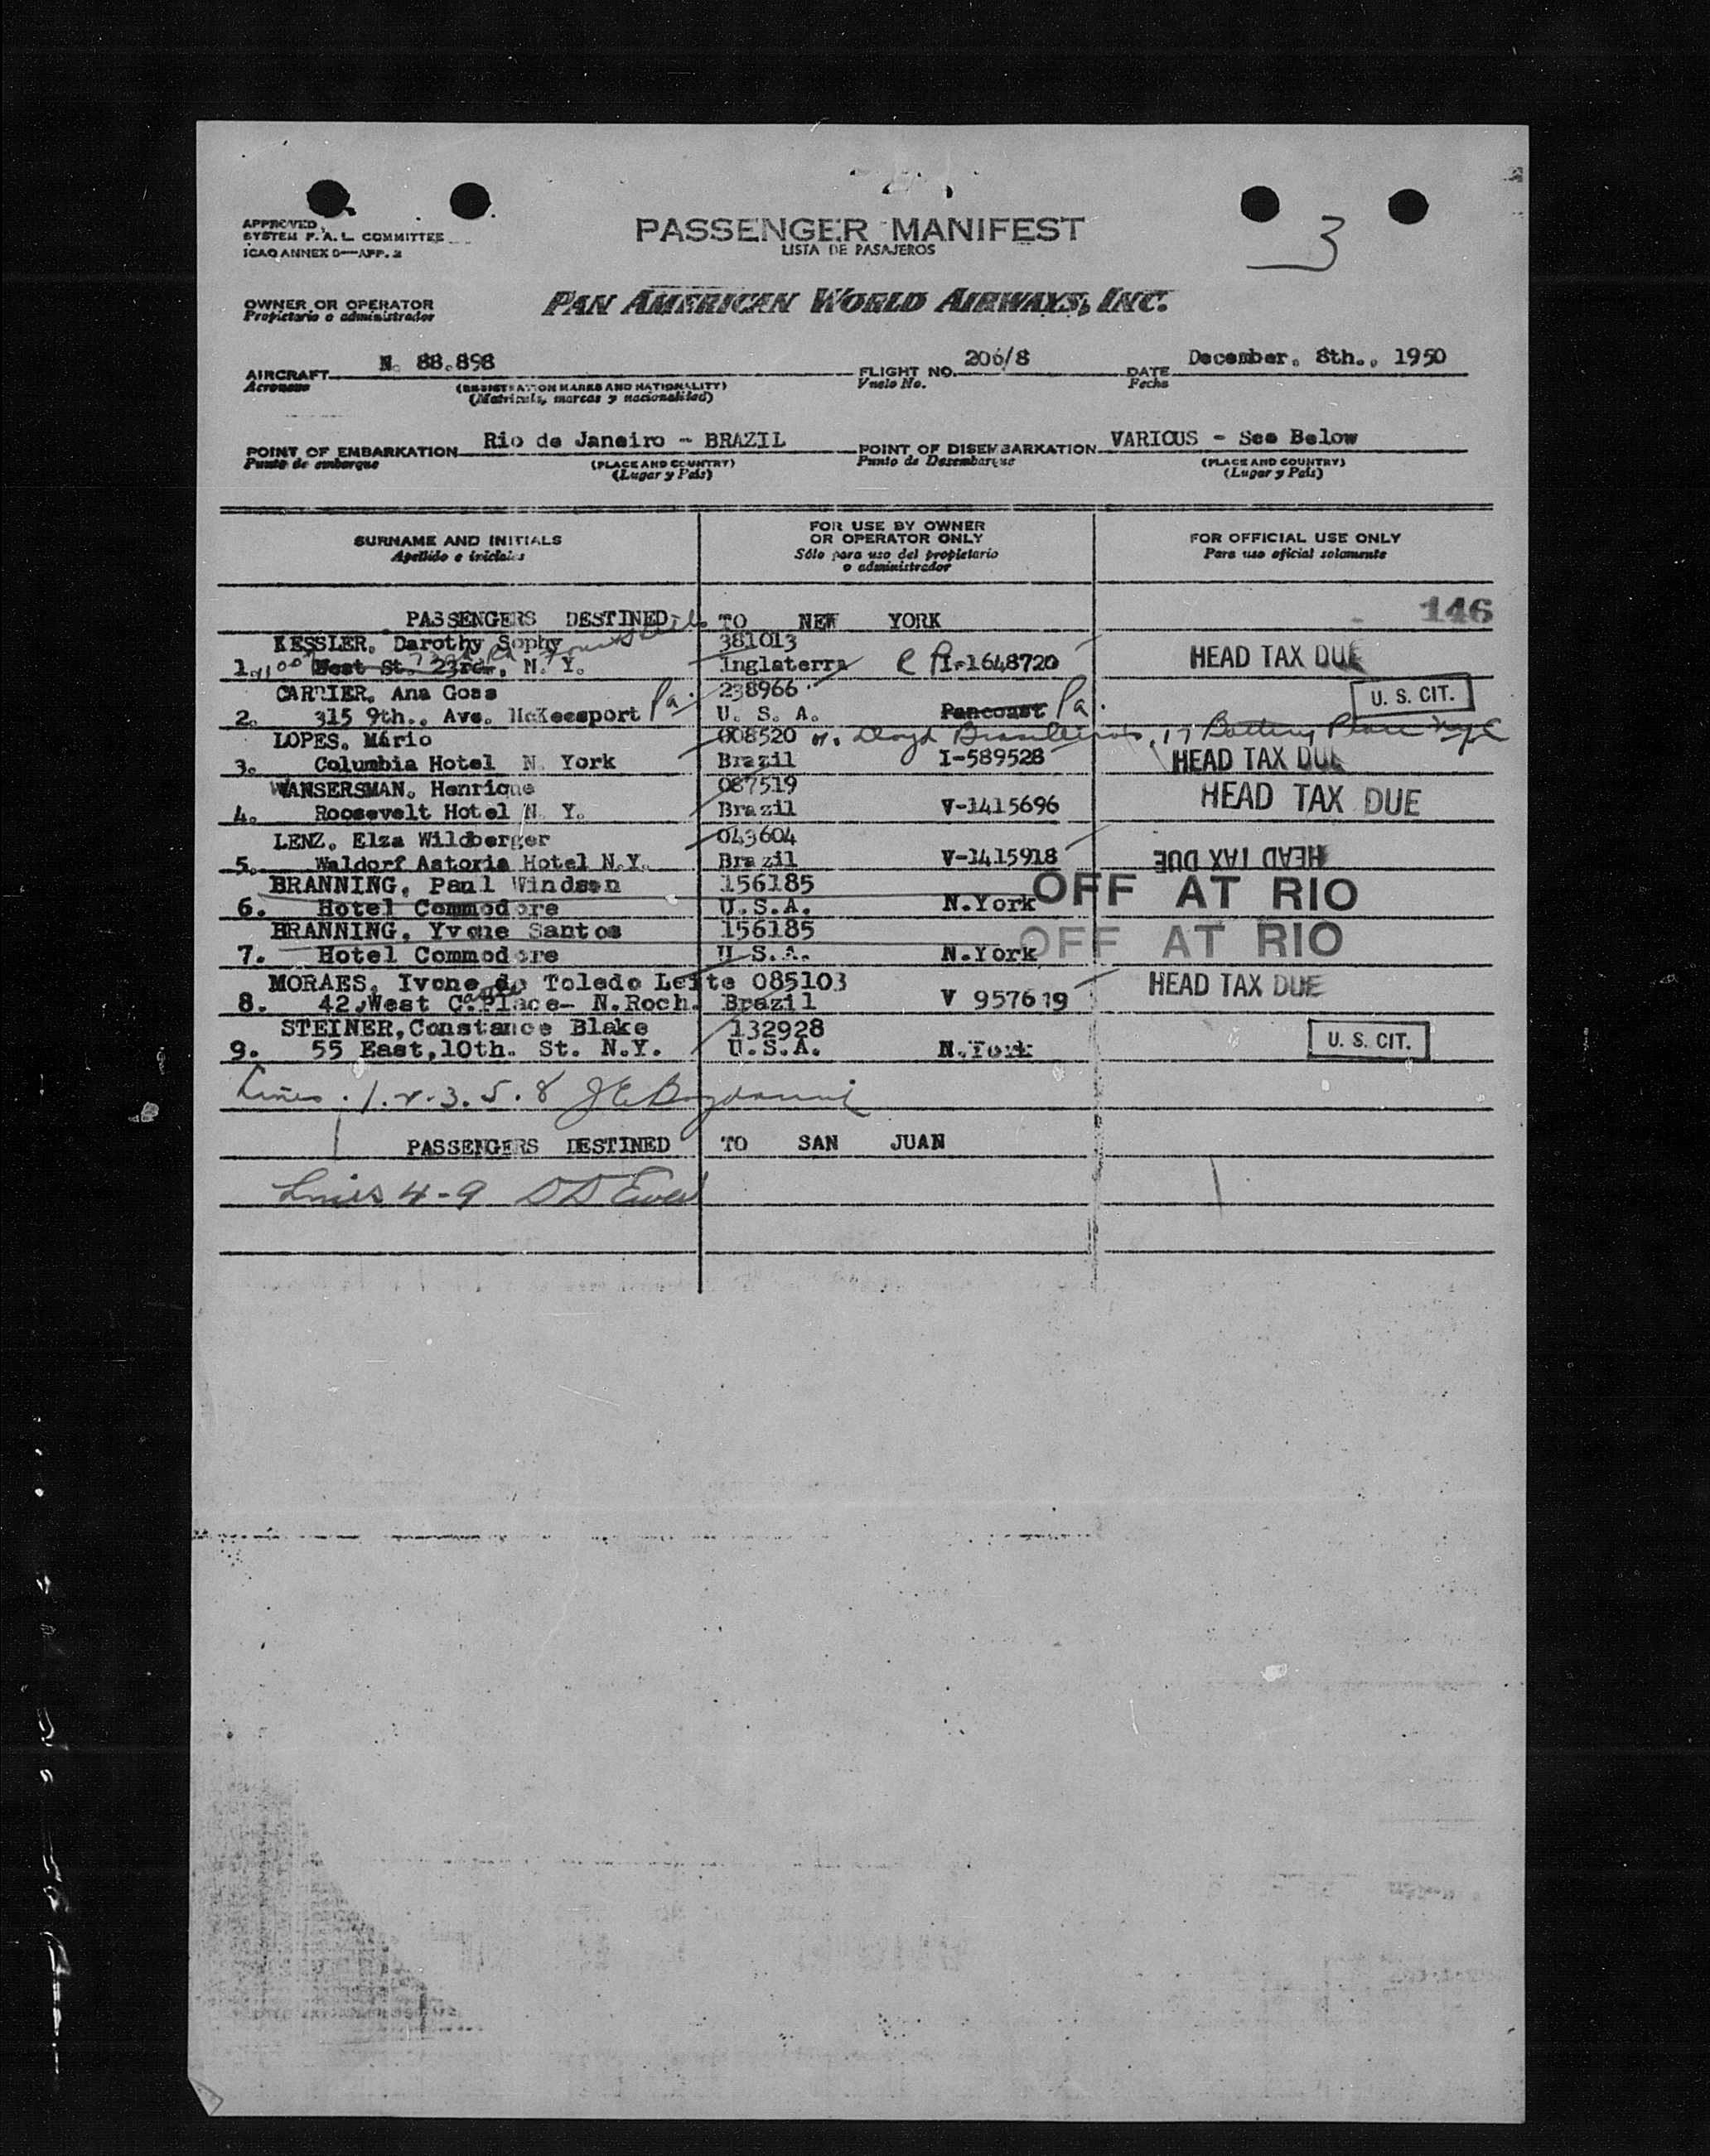 3
APPROVED
SYSTEM F. A. L. COMMITTEE
ICAO ANNEX 9—APP. 2
PASSENGER MANIFEST
LISTA DE PASAJEROS
OWNER OR OPERATOR
Propietario o administrador
PAN AMERICAN WORLD AIRWAYS, INC.
AIRCRAFT N. 88.898 FLIGHT NO. 206/8 DATE December, 8th., 1950
Aeronave (REGISTRATION MARKS AND NATIONALITY) Vuelo No. Fecha
(Matricula, marcas y nacionalidad)
POINT OF EMBARKATION Rio de Janeiro - BRAZIL POINT OF DISEMBARKATION VARIOUS - See Below
Punto de embarque (PLACE AND COUNTRY) Punto de Desembarque (PLACE AND COUNTRY)
(Lugar y País) (Lugar y País)
SURNAME AND INITIALS
Apellido e iniciales
FOR USE BY OWNER
OR OPERATOR ONLY
Sólo para uso del propietario
o administrador
FOR OFFICIAL USE ONLY
Para uso oficial solamente
PASSENGERS DESTINED TO NEW YORK 146
KESSLER, Darothy Sophy 381013
1. West St. 23rd., N. Y. Inglaterra I-1648720 HEAD TAX DUE
CARRIER, Ana Goss 238966 U. S. CIT.
2. 315 9th., Ave. McKeesport Pa. U. S. A. Pancoast Pa.
LOPES, Mário 008520 Lloyd Brasileiro, 17 Battery Place NYC
3. Columbia Hotel N. York Brazil I-589528 HEAD TAX DUE
WANSERSMAN, Henrique 087519
4. Roosevelt Hotel N. Y. Brazil V-1415696 HEAD TAX DUE
LENZ, Elza Wildberger 043604
5. Waldorf Astoria Hotel N.Y. Brazil V-1415918 HEAD TAX DUE
BRANNING, Paul Windson 156185 OFF AT RIO
6. Hotel Commodore U.S.A. N.York
BRANNING, Yvone Santos 156185 OFF AT RIO
7. Hotel Commodore U.S.A. N.York
MORAES, Ivone de Toledo Leite 085103
8. 42 West C. Place- N.Roch. Brazil V 957619 HEAD TAX DUE
STEINER, Constance Blake 132928
9. 55 East, 10th. St. N.Y. U.S.A. N.York U. S. CIT.
Lines . 1. 2. 3. 5. 8
PASSENGERS DESTINED TO SAN JUAN
Lines 4-9